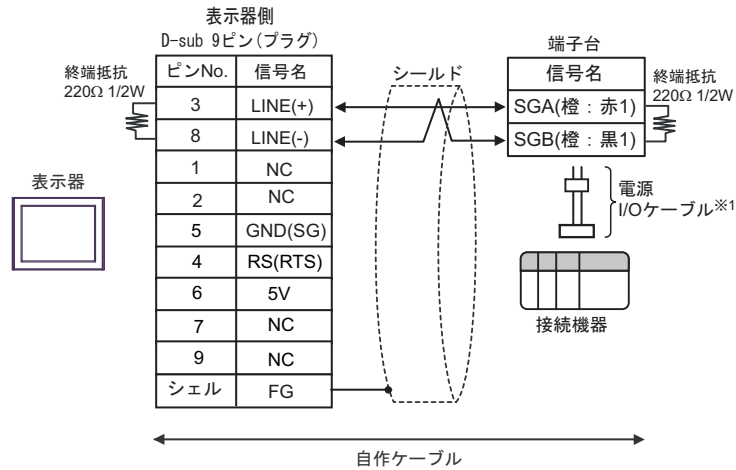 表示器側
D-sub 9ピン(プラグ)
端子台
終端抵抗
220Ω 1/2W
ピンNo. 信号名
シールド
信号名
終端抵抗
220Ω 1/2W
3 LINE(+)
SGA(橙：赤1)
8 LINE(-)
SGB(橙：黒1)
1 NC
表示器
2 NC
電源
I/Oケーブル※1
5 GND(SG)
4 RS(RTS)
6 5V
7 NC
接続機器
9 NC
シェル FG
自作ケーブル